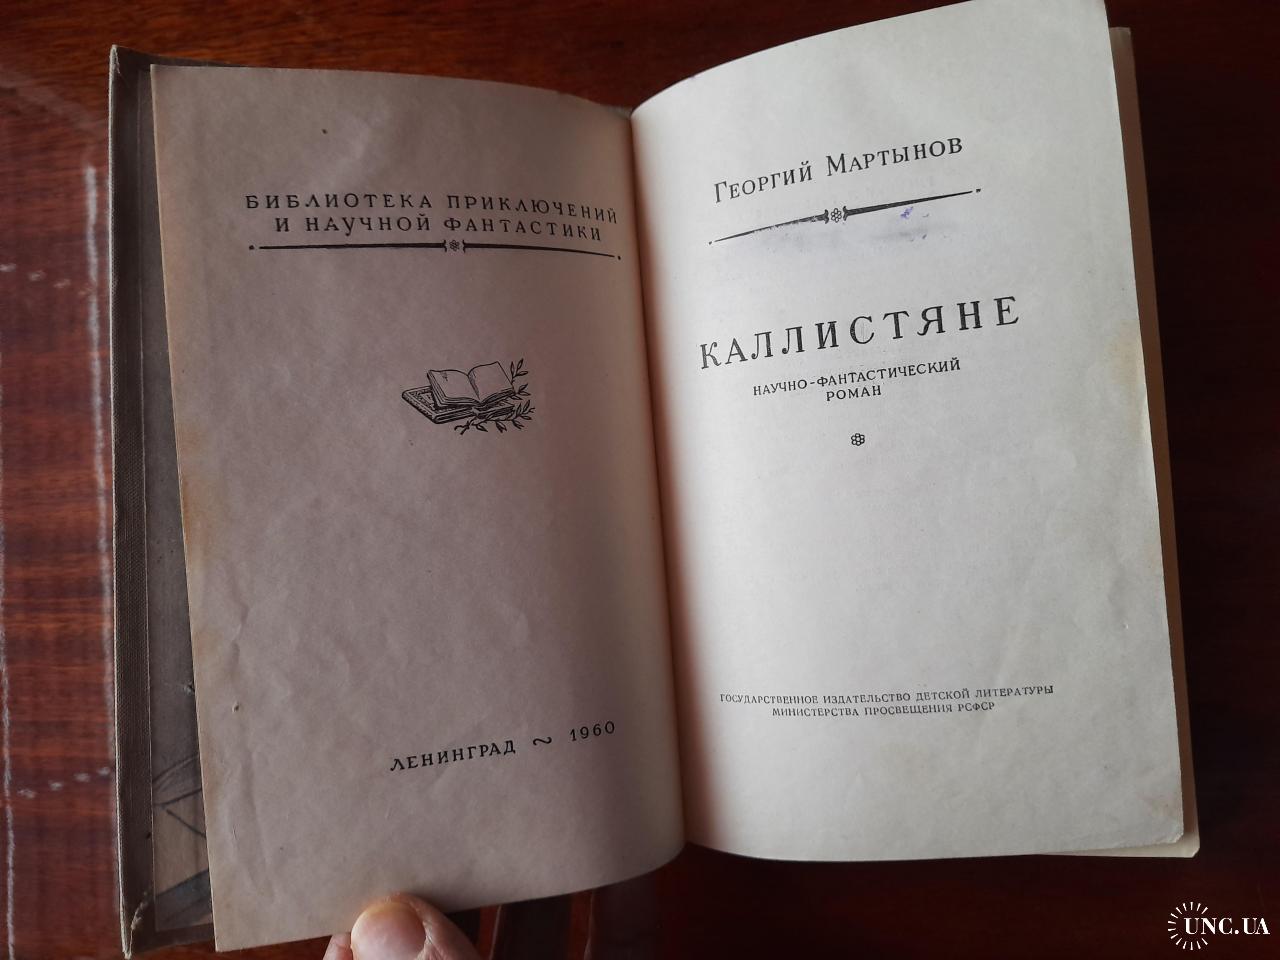 БИБЛИОТЕКА ПРИКЛЮЧЕНИЙ
И НАУЧНОЙ ФАНТАСТИКИ
ЛЕНИНГРАД ~ 1960
ГЕОРГИЙ МАРТЫНОВ
КАЛЛИСТЯНЕ
НАУЧНО-ФАНТАСТИЧЕСКИЙ
РОМАН
ГОСУДАРСТВЕННОЕ ИЗДАТЕЛЬСТВО ДЕТСКОЙ ЛИТЕРАТУРЫ
МИНИСТЕРСТВА ПРОСВЕЩЕНИЯ РСФСР
UNC.UA